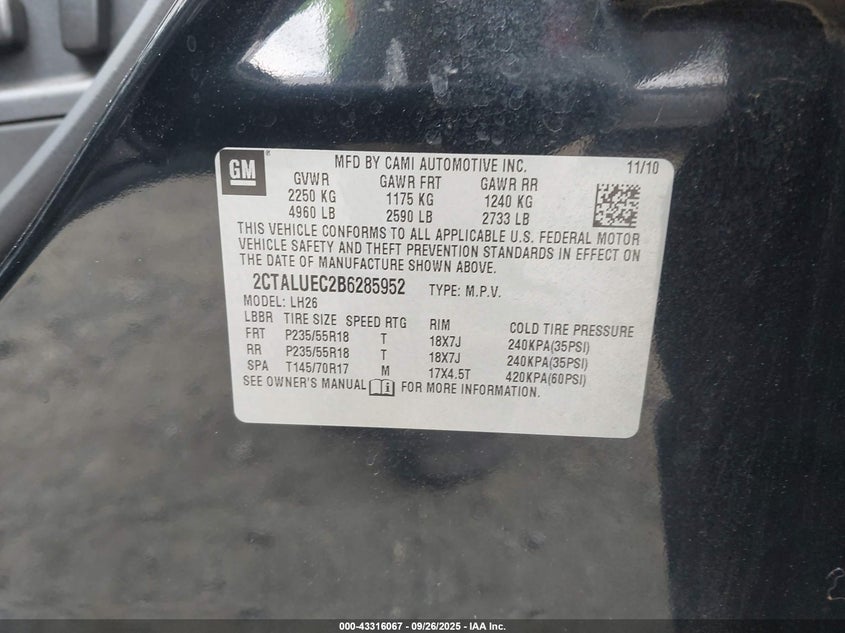 GM
MFD BY CAMI AUTOMOTIVE INC. 11/10
GVWR GAWR FRT GAWR RR
2250 KG 1175 KG 1240 KG
4960 LB 2590 LB 2733 LB
THIS VEHICLE CONFORMS TO ALL APPLICABLE U.S. FEDERAL MOTOR
VEHICLE SAFETY AND THEFT PREVENTION STANDARDS IN EFFECT ON
THE DATE OF MANUFACTURE SHOWN ABOVE.
2CTALUEC2B6285952 TYPE: M.P.V.
MODEL: LH26
LBBR TIRE SIZE SPEED RTG RIM COLD TIRE PRESSURE
FRT P235/55R18 T 18X7J 240KPA(35PSI)
RR P235/55R18 T 18X7J 240KPA(35PSI)
SPA T145/70R17 M 17X4.5T 420KPA(60PSI)
SEE OWNER'S MANUAL FOR MORE INFORMATION.
000-43316067 - 09/26/2025 - IAA Inc.